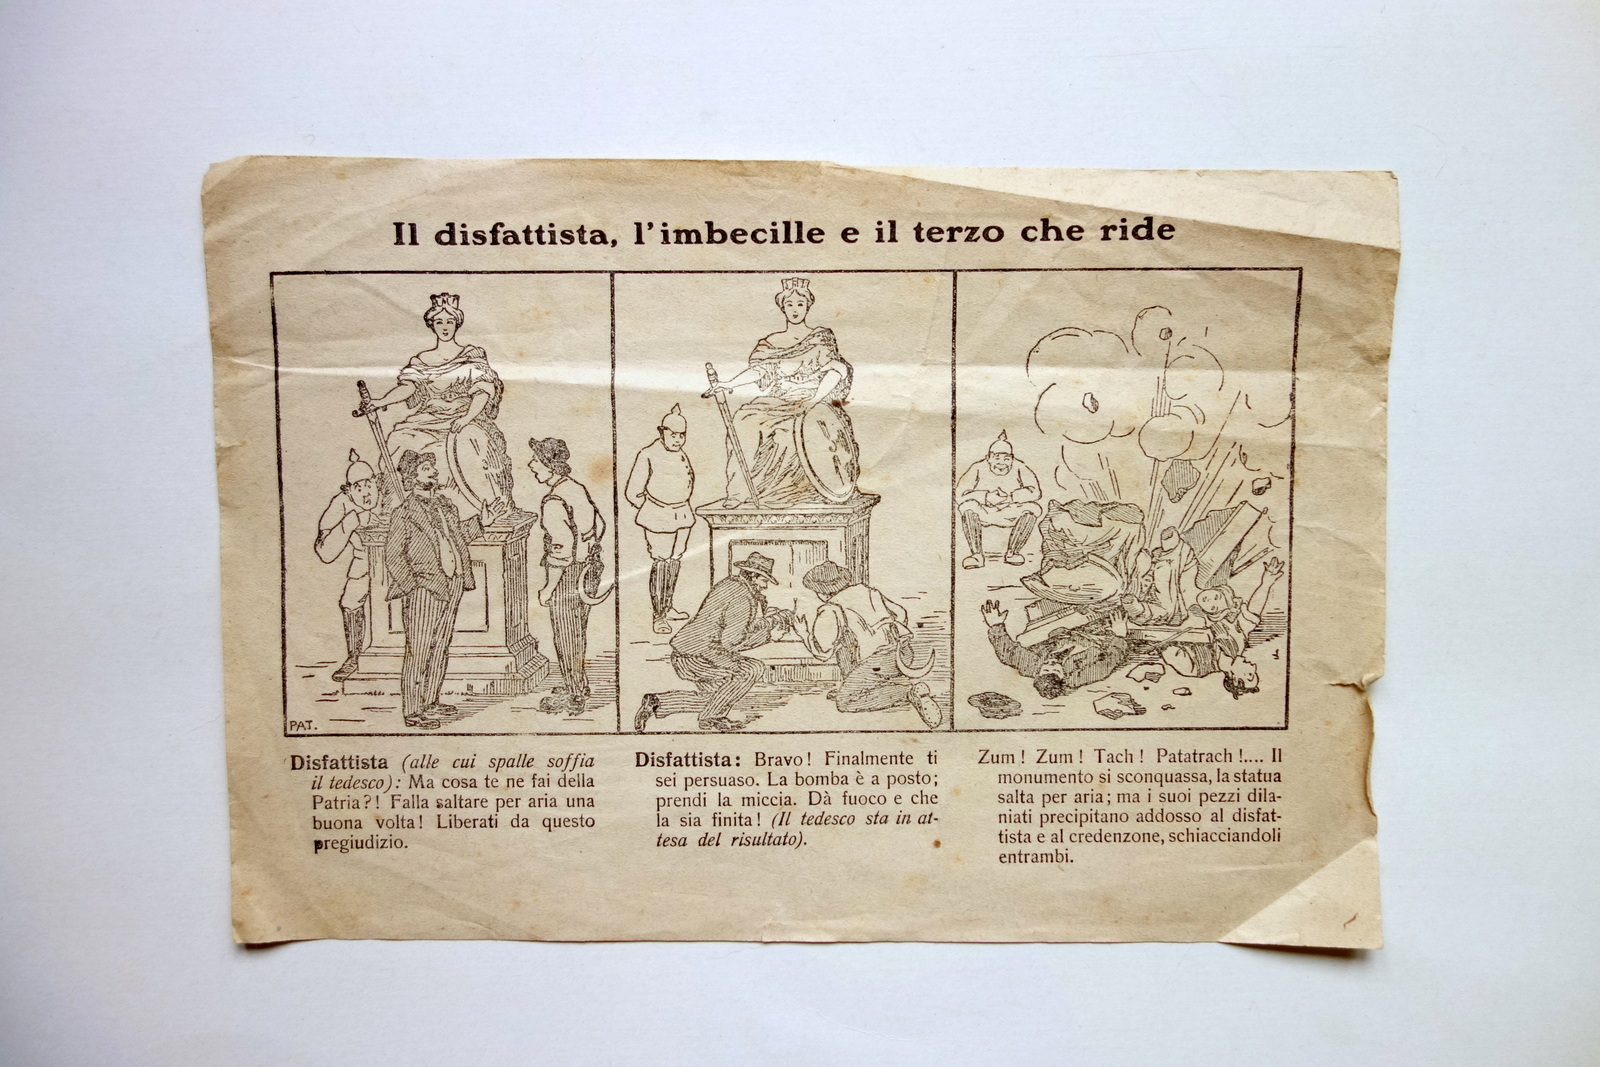 Il disfattista, l'imbecille e il terzo che ride
PAT.
Disfattista (alle cui spalle soffia
il tedesco): Ma cosa te ne fai della
Patria?! Falla saltare per aria una
buona volta! Liberati da questo
pregiudizio.
Disfattista: Bravo! Finalmente ti
sei persuaso. La bomba è a posto;
prendi la miccia. Dà fuoco e che
la sia finita! (Il tedesco sta in at-
tesa del risultato).
Zum! Zum! Tach! Patatrach!.... Il
monumento si sconquassa, la statua
salta per aria; ma i suoi pezzi dila-
niati precipitano addosso al disfat-
tista e al credenzone, schiacciandoli
entrambi.